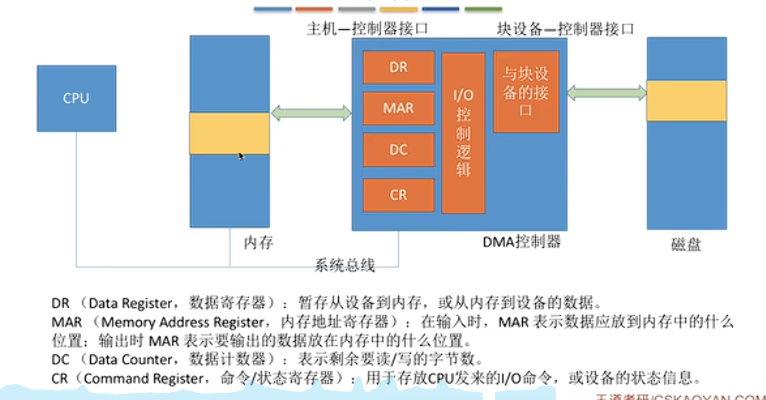 主机—控制器接口
块设备—控制器接口
CPU
DR
MAR
DC
CR
I/O
控
制
逻
辑
与块设
备的接
口
内存
DMA控制器
磁盘
系统总线
DR （Data Register，数据寄存器）：暂存从设备到内存，或从内存到设备的数据。
MAR （Memory Address Register，内存地址寄存器）：在输入时，MAR 表示数据应放到内存中的什么
位置；输出时 MAR 表示要输出的数据放在内存中的什么位置。
DC （Data Counter，数据计数器）：表示剩余要读/写的字节数。
CR（Command Register，命令/状态寄存器）：用于存放CPU发来的I/O命令，或设备的状态信息。
王道考研/CSKAOYAN.COM